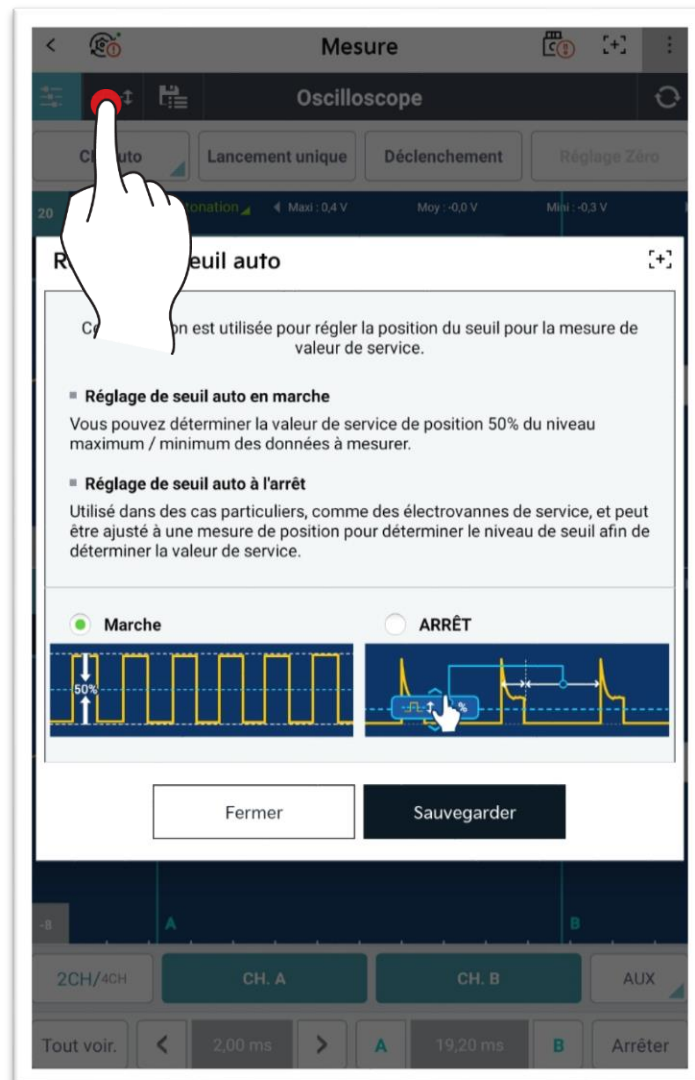 Mesure
Oscilloscope
Lancement unique
Déclenchement
Réglage Zéro
20
Maxi : 0,4 V
Moy : -0,0 V
Mini : -0,3 V
euil auto
est utilisée pour régler la position du seuil pour la mesure de
valeur de service.
Réglage de seuil auto en marche
Vous pouvez déterminer la valeur de service de position 50% du niveau
maximum / minimum des données à mesurer.
Réglage de seuil auto à l'arrêt
Utilisé dans des cas particuliers, comme des électrovannes de service, et peut
être ajusté à une mesure de position pour déterminer le niveau de seuil afin de
déterminer la valeur de service.
Marche
ARRÊT
50%
%
Fermer
Sauvegarder
-8
A
B
2CH/4CH
CH. A
CH. B
AUX
Tout voir.
2,00 ms
A
19,20 ms
B
Arrêter